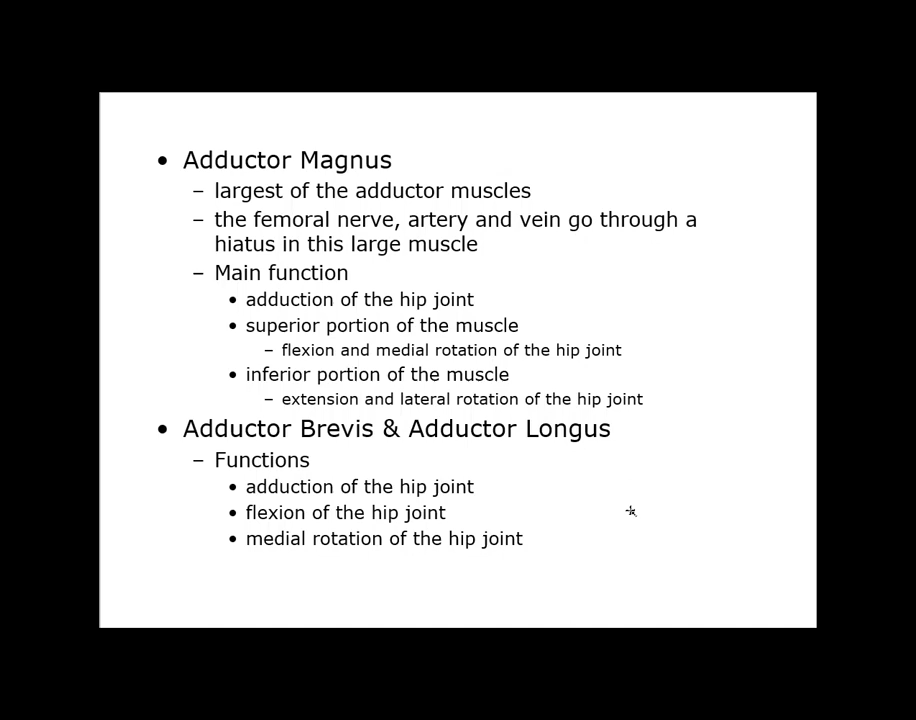 • Adductor Magnus
– largest of the adductor muscles
– the femoral nerve, artery and vein go through a
hiatus in this large muscle
– Main function
• adduction of the hip joint
• superior portion of the muscle
– flexion and medial rotation of the hip joint
• inferior portion of the muscle
– extension and lateral rotation of the hip joint
• Adductor Brevis & Adductor Longus
– Functions
• adduction of the hip joint
• flexion of the hip joint
• medial rotation of the hip joint